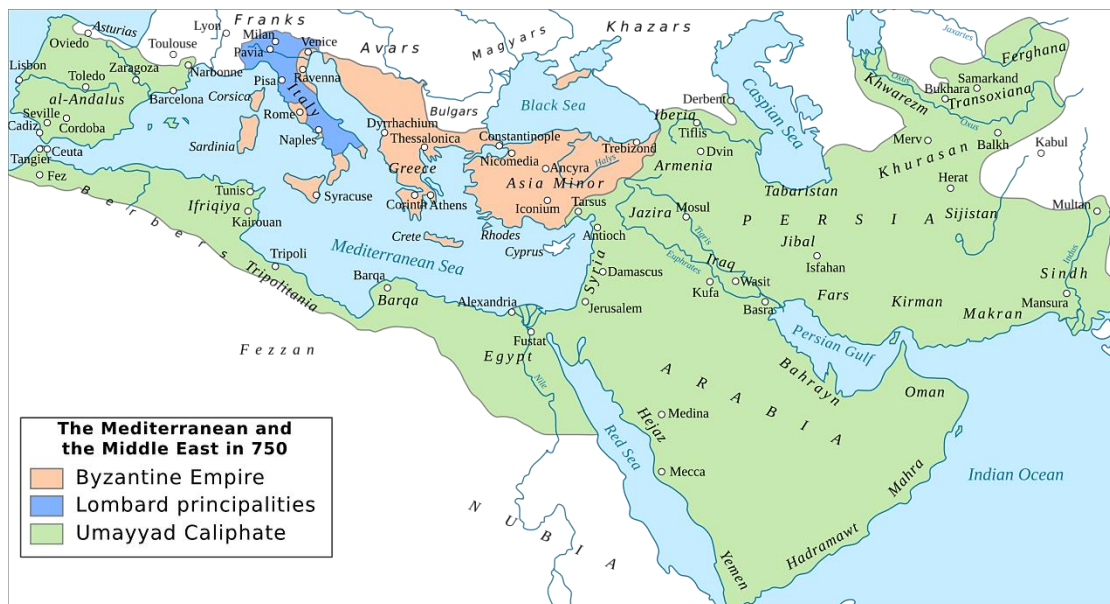 Franks
Khazars
Asturias
Lyon
Milan
Avars
Magyars
Jaxartes
Oviedo
Toulouse
Pavia
Venice
Ferghana
Lisbon
Toledo
Zaragoza
Narbonne
Pisa
Ravenna
Italy
Oxus
Khwarezm
Samarkand
Bukhara
Transoxiana
al-Andalus
Barcelona
Corsica
Bulgars
Black Sea
Derbent
Caspian Sea
Oxus
Seville
Cordoba
Rome
Dyrrhachium
Iberia
Cadiz
Naples
Thessalonica
Constantinople
Trebizond
Tiflis
Merv
Khurasan
Balkh
Kabul
Tangier
Ceuta
Sardinia
Greece
Nicomedia
Ancyra
Halys
Armenia
Dvin
Fez
Berbers
Tunis
Syracuse
Corinth
Athens
Asia Minor
Iconium
Tarsus
Tabaristan
Herat
Ifriqiya
Kairouan
Jazira
Mosul
PERSIA
Sijistan
Multan
Crete
Rhodes
Cyprus
Antioch
Tigris
Jibal
Isfahan
Indus
Mediterranean Sea
Tripoli
Tripolitania
Barqa
Barqa
Syria
Damascus
Euphrates
Iraq
Kufa
Wasit
Fars
Kirman
Makran
Sindh
Mansura
Alexandria
Jerusalem
Basra
Fezzan
Fustat
Egypt
Nile
Persian Gulf
Bahrayn
Oman
ARABIA
Medina
Hejaz
Red Sea
Mecca
Mahra
Indian Ocean
NUBIA
Hadramawt
Yemen
The Mediterranean and
the Middle East in 750
Byzantine Empire
Lombard principalities
Umayyad Caliphate